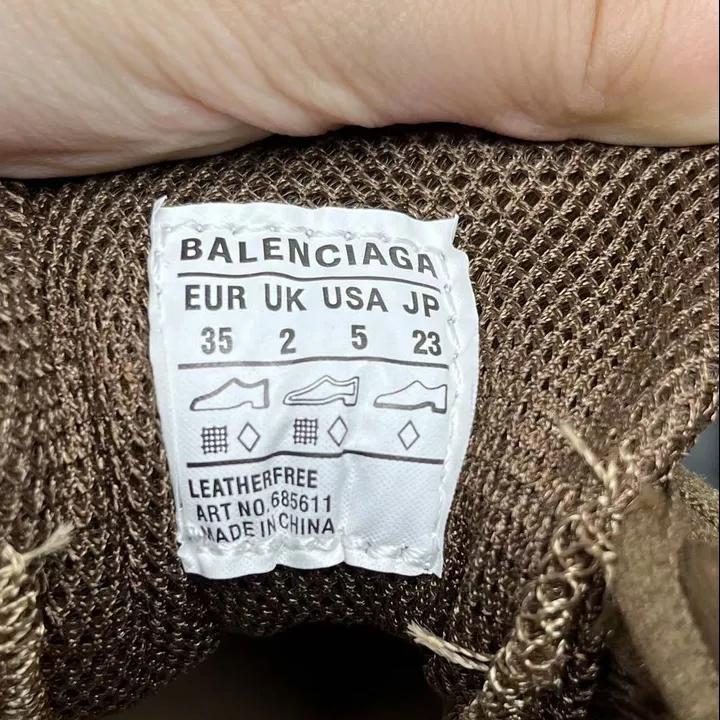 BALENCIAGA
EUR UK USA JP
35 2 5 23
LEATHERFREE
ART NO.685611
MADE IN CHINA